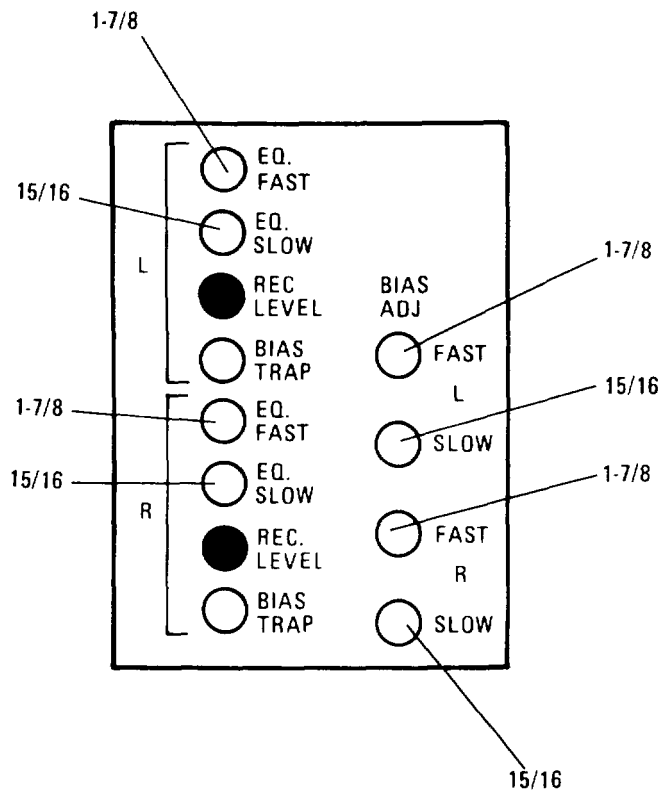 1-7/8
EQ.
FAST
15/16
EQ.
SLOW
L
REC
LEVEL
BIAS
TRAP
1-7/8
EQ.
FAST
15/16
EQ.
SLOW
R
REC.
LEVEL
BIAS
TRAP
BIAS
ADJ
1-7/8
FAST
L
15/16
SLOW
1-7/8
FAST
R
SLOW
15/16